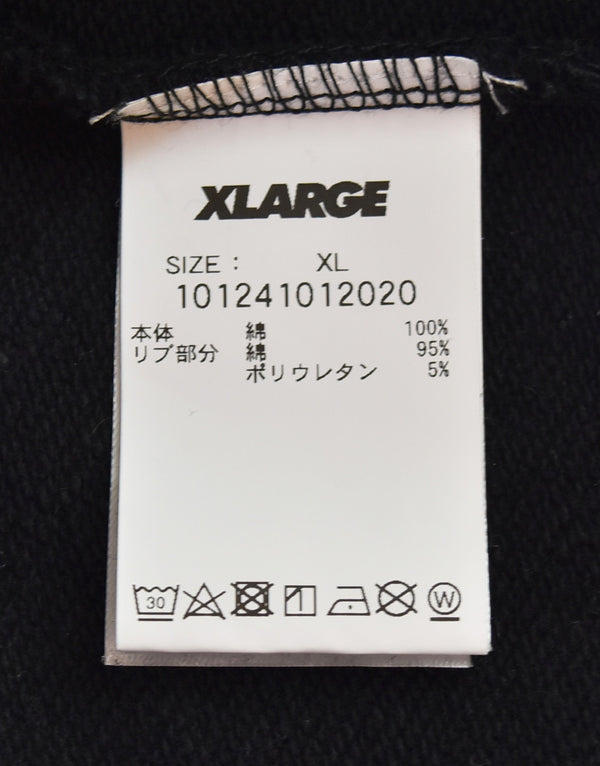 XLARGE
SIZE : XL
101241012020
本体 綿 100%
リブ部分 綿 95%
ポリウレタン 5%
30 W